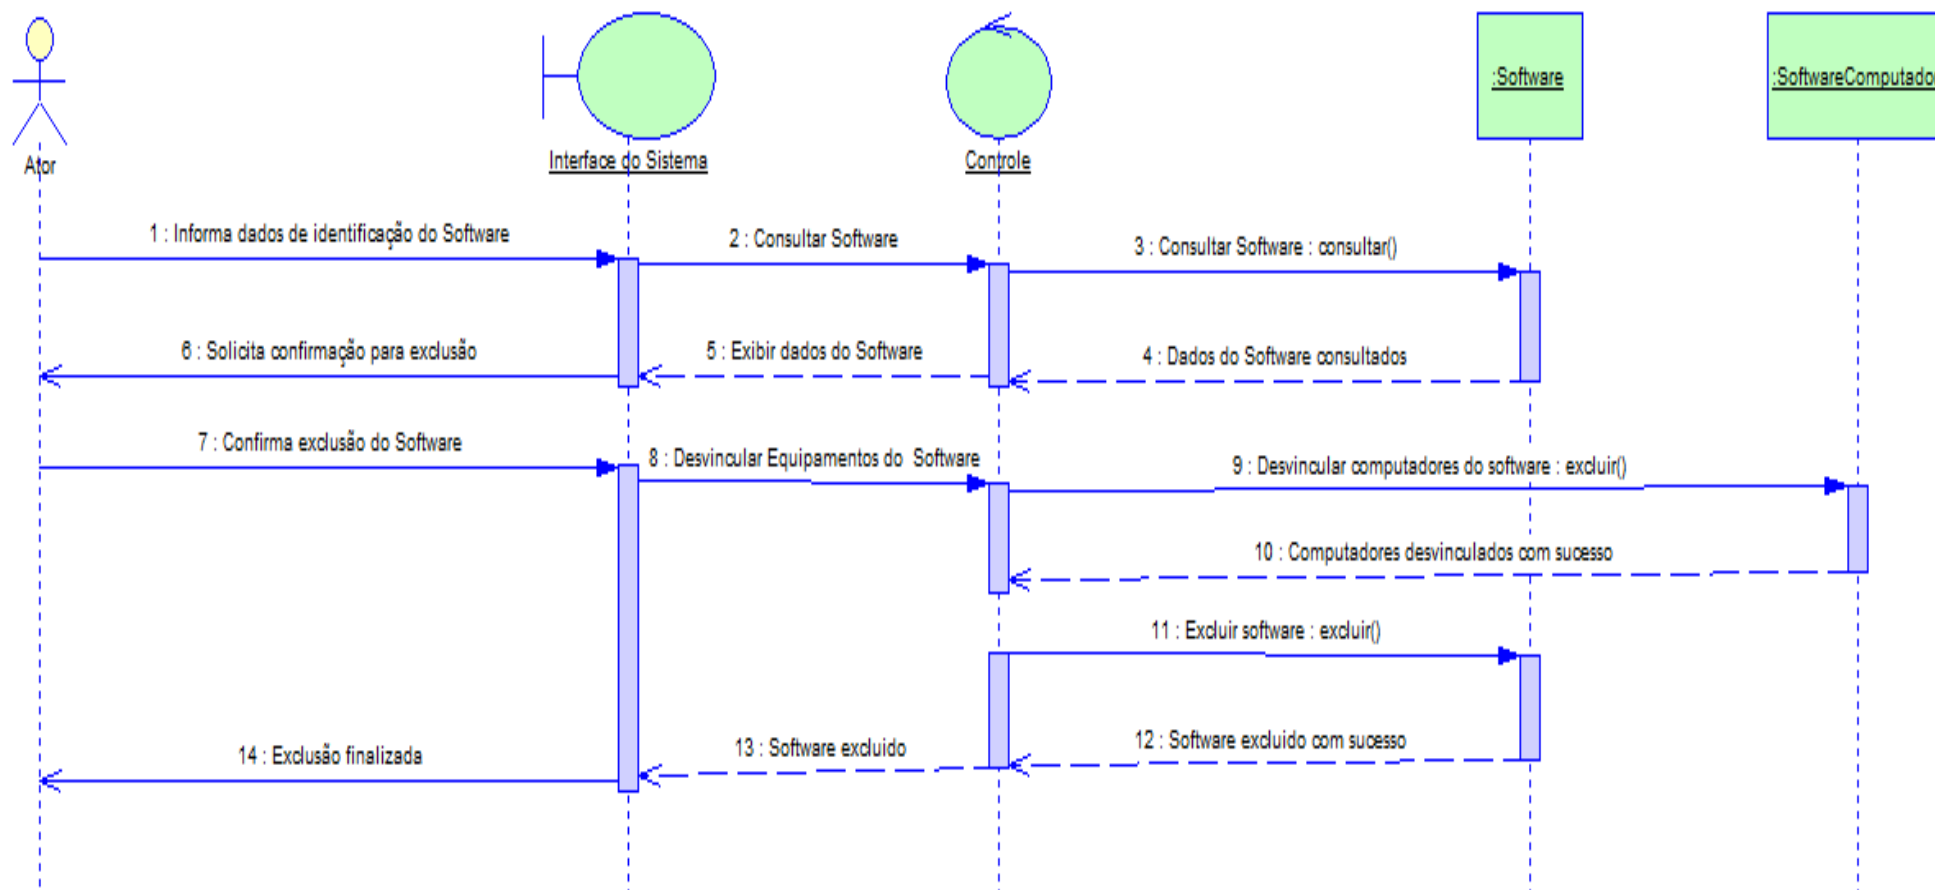 :Software
:SoftwareComputado
Ator
Interface do Sistema
Controle
1 : Informa dados de identificação do Software
2 : Consultar Software
3 : Consultar Software : consultar()
6 : Solicita confirmação para exclusão
5 : Exibir dados do Software
4 : Dados do Software consultados
7 : Confirma exclusão do Software
8 : Desvincular Equipamentos do  Software
9 : Desvincular computadores do software : excluir()
10 : Computadores desvinculados com sucesso
11 : Excluir software : excluir()
14 : Exclusão finalizada
13 : Software excluido
12 : Software excluido com sucesso